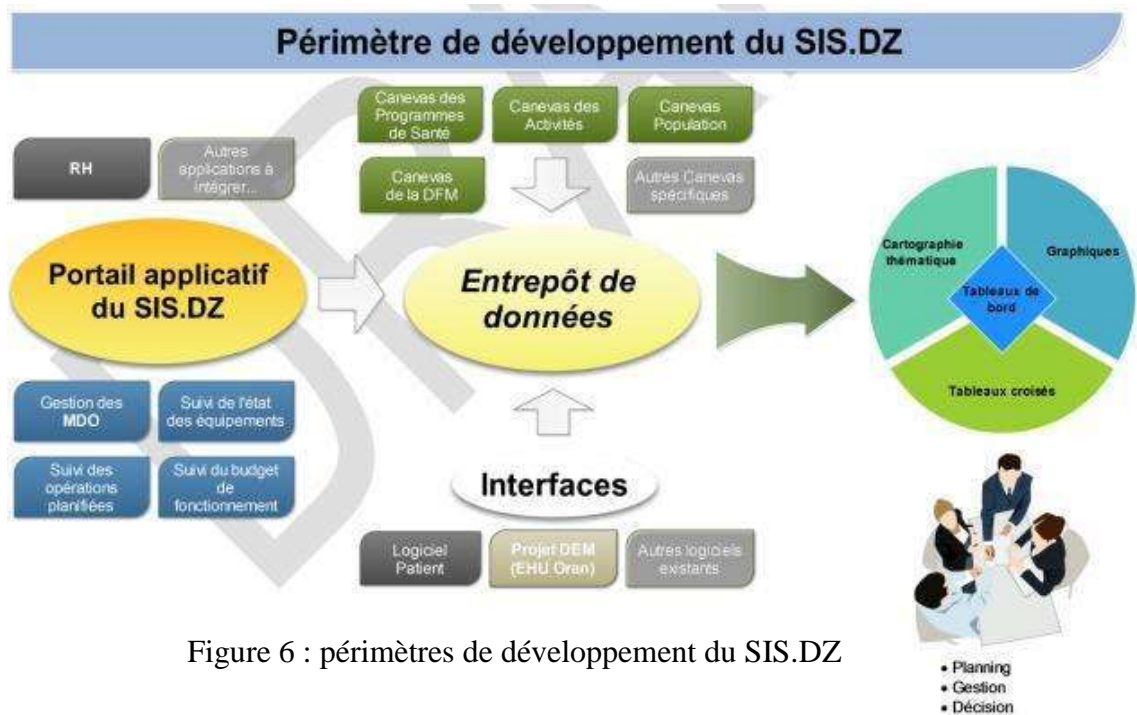 Périmètre de développement du SIS.DZ
Canevas des
Programmes
de Santé
Canevas des
Activités
Canevas
Population
RH
Autres
applications à
intégrer...
Canevas
de la DFM
Autres Canevas
spécifiques
Portail applicatif
du SIS.DZ
Entrepôt de
données
Cartographie
thématique
Graphiques
Tableaux de
bord
Tableaux croisés
Gestion des
MDO
Suivi de l'état
des équipements
Suivi des
opérations
planifiées
Suivi du budget
de
fonctionnement
Interfaces
Logiciel
Patient
Projet DEM
(EHU Oran)
Autres logiciels
existants
• Planning
• Gestion
• Décision
Figure 6 : périmètres de développement du SIS.DZ